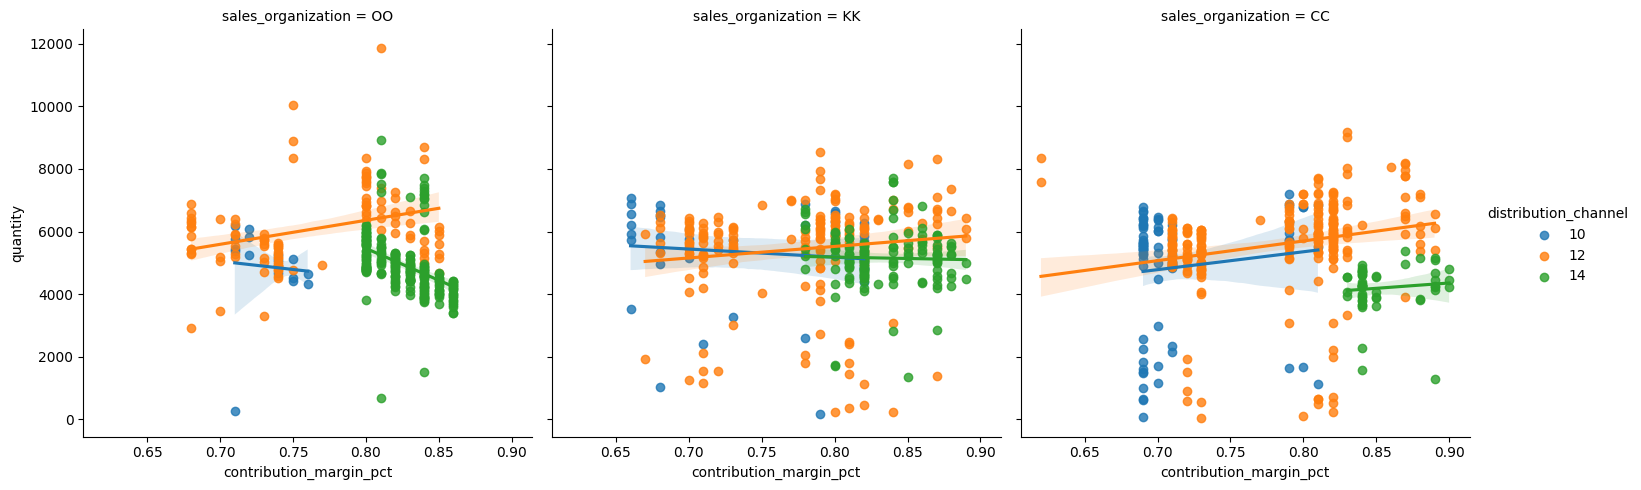 sales_organization = OO
sales_organization = KK
sales_organization = CC
12000
10000
8000
6000
4000
2000
0
quantity
0.65 0.70 0.75 0.80 0.85 0.90
contribution_margin_pct
0.65 0.70 0.75 0.80 0.85 0.90
contribution_margin_pct
0.65 0.70 0.75 0.80 0.85 0.90
contribution_margin_pct
distribution_channel
10
12
14